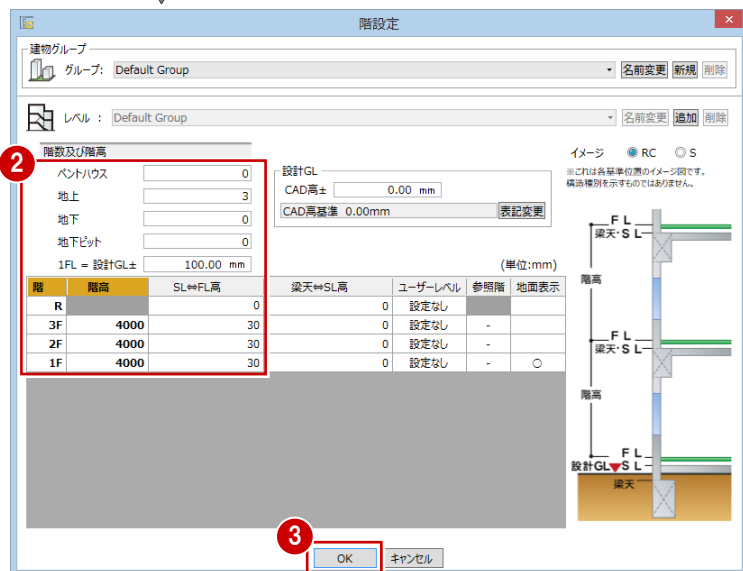 階設定
建物グループ
グループ: Default Group 名前変更 新規 削除
レベル : Default Group 名前変更 追加 削除
階数及び階高
2
ペントハウス 0
地上 3
地下 0
地下ピット 0
1FL = 設計GL± 100.00 mm
設計GL
CAD高± 0.00 mm
CAD高基準 0.00mm 表記変更
(単位:mm)
階 階高 SL⇔FL高 梁天⇔SL高 ユーザーレベル 参照階 地面表示
R 0 0 設定なし
3F 4000 30 0 設定なし -
2F 4000 30 0 設定なし -
1F 4000 30 0 設定なし - ○
イメージ RC S
※これは各基準位置のイメージ図です。
構造種別を示すものではありません。
F L
梁天・S L
階高
F L
梁天・S L
階高
F L
設計GL S L
梁天
3
OK キャンセル